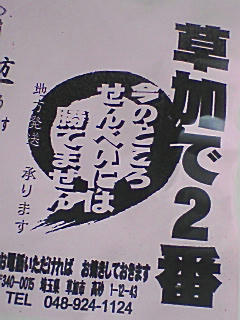 草加で2番
今のところ
せんべいには
勝てません
地方発送 承ります
お電話いただければ お焼きしておきます
〒340-0015 埼玉県 草加市 高砂 1-12-43
TEL 048-924-1124